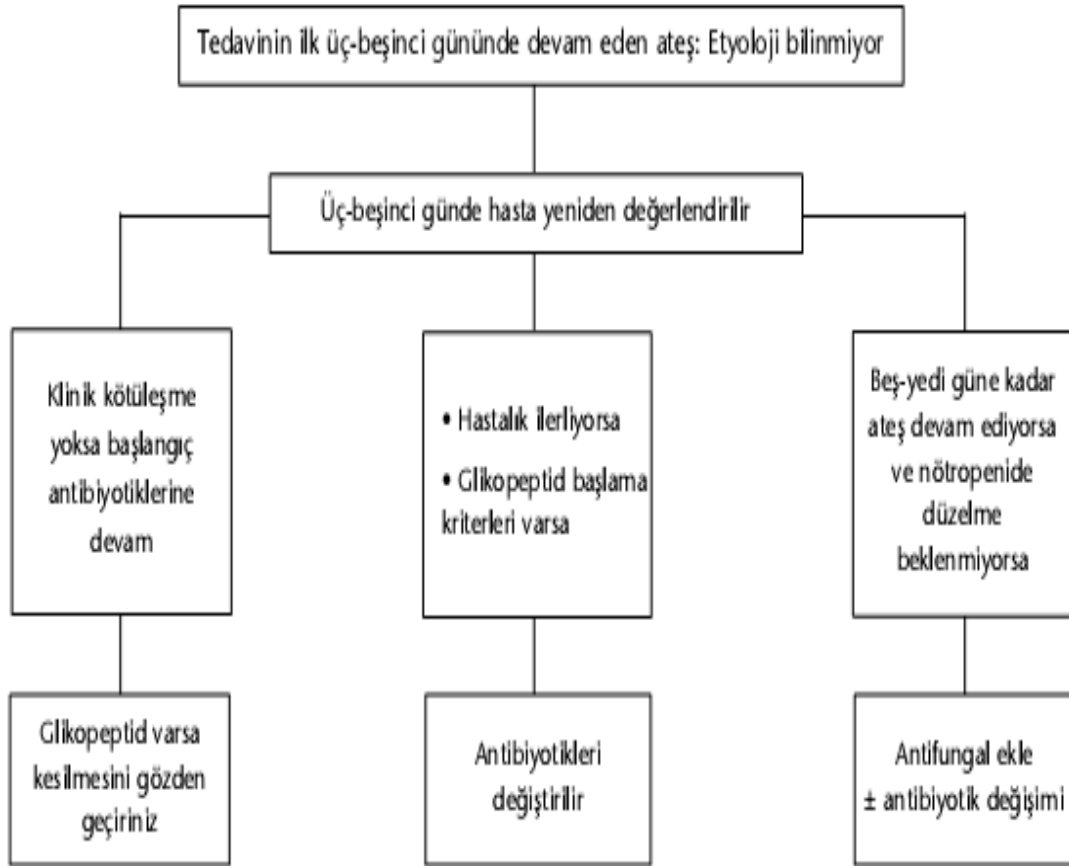 Tedavinin ilk üç-beşinci gününde devam eden ateş: Etyoloji bilinmiyor
Üç-beşinci günde hasta yeniden değerlendirilir
Klinik kötüleşme
yoksa başlangıç
antibiyotiklerine
devam
• Hastalık ilerliyorsa
• Glikopeptid başlama
kriterleri varsa
Beş-yedi güne kadar
ateş devam ediyorsa
ve nötropenide
düzelme
beklenmiyorsa
Glikopeptid varsa
kesilmesini gözden
geçiriniz
Antibiyotikleri
değiştirilir
Antifungal ekle
± antibiyotik değişimi